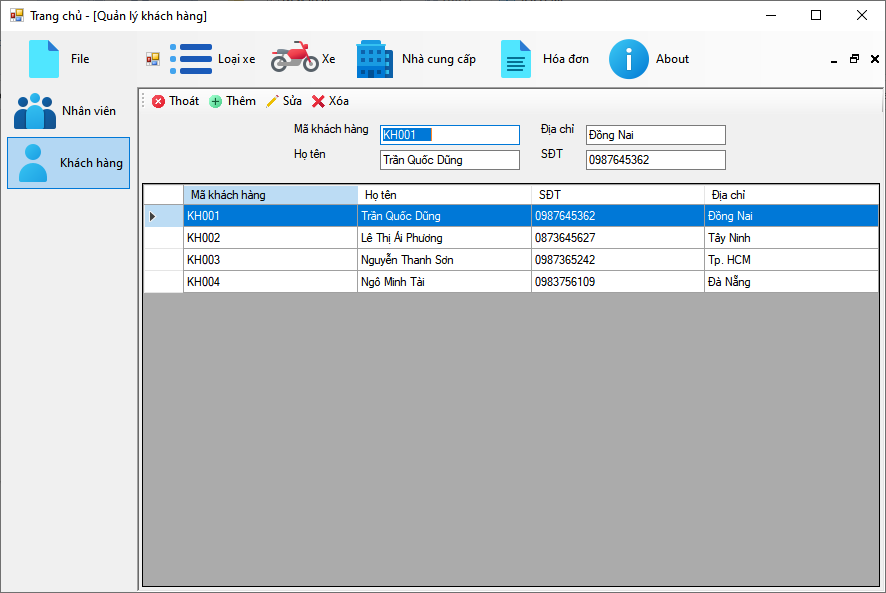 Trang chủ - [Quản lý khách hàng]
File
Loại xe
Xe
Nhà cung cấp
Hóa đơn
About
Nhân viên
Khách hàng
Thoát Thêm Sửa Xóa
Mã khách hàng KH001 Địa chỉ Đồng Nai
Họ tên Trần Quốc Dũng SĐT 0987645362
Mã khách hàng Họ tên SĐT Địa chỉ
KH001 Trần Quốc Dũng 0987645362 Đồng Nai
KH002 Lê Thị Ái Phương 0873645627 Tây Ninh
KH003 Nguyễn Thanh Sơn 0987365242 Tp. HCM
KH004 Ngô Minh Tài 0983756109 Đà Nẵng